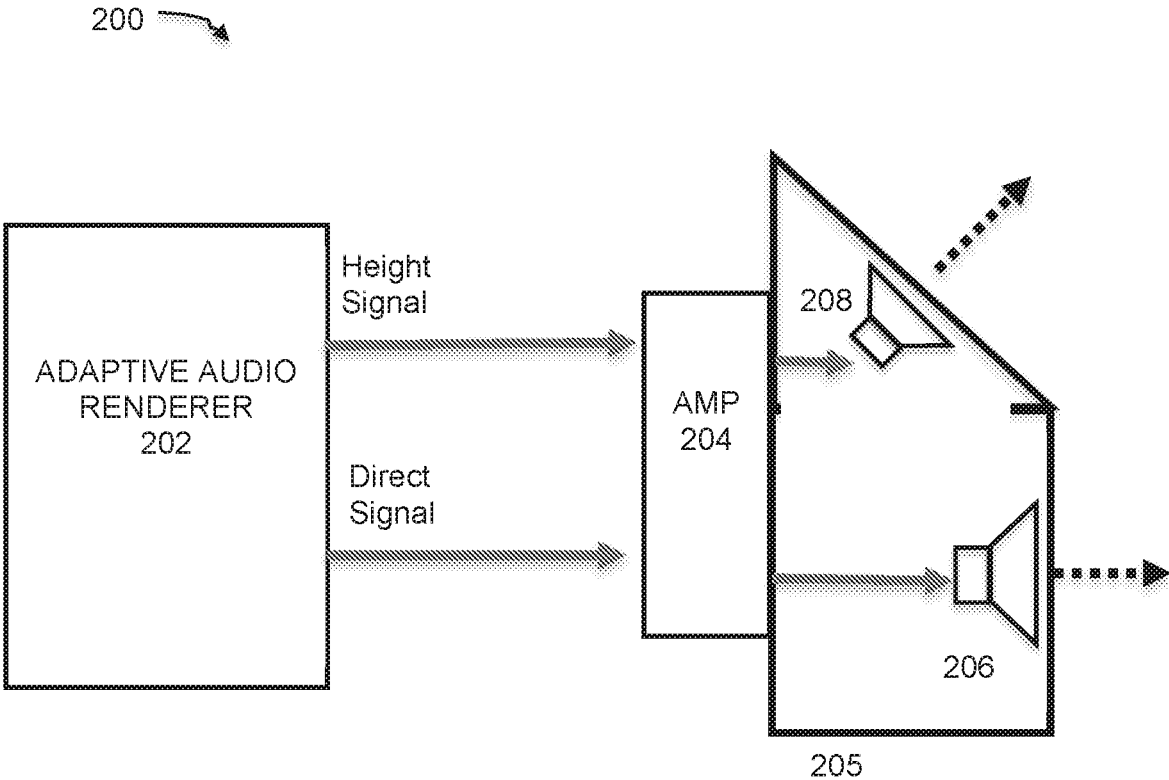 200
Height
Signal
208
ADAPTIVE AUDIO
RENDERER
202
AMP
204
Direct
Signal
206
205